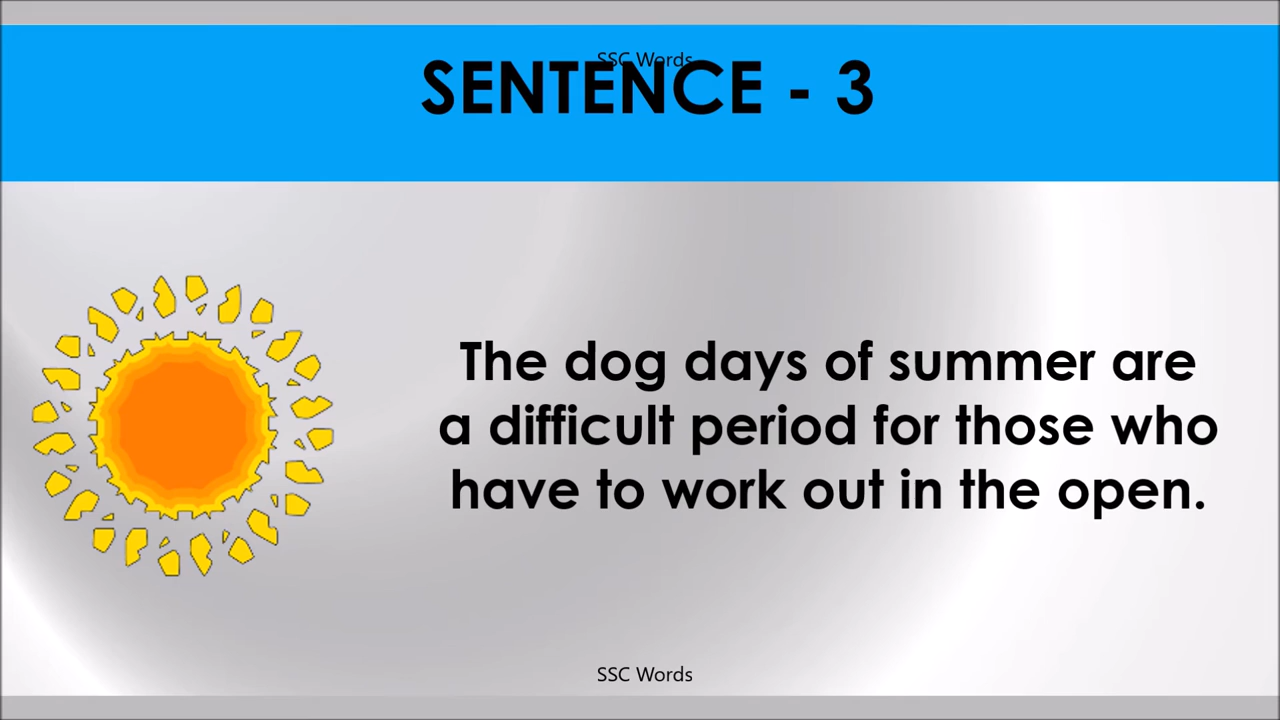 SSC Words
SENTENCE - 3
The dog days of summer are
a difficult period for those who
have to work out in the open.
SSC Words